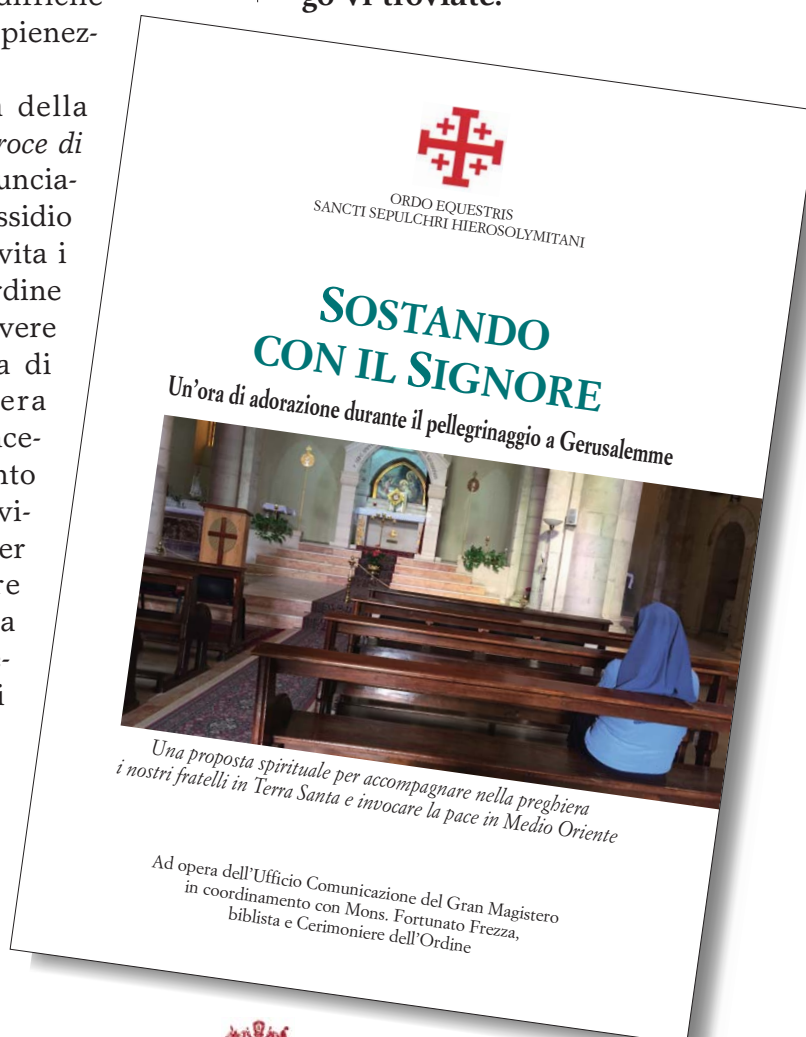 pienez-
della
roce di
uncia-
ssidio
vita i
rdine
vere
a di
era
nto
vi-
er
re
a
-
i
go vi troviate.
ORDO EQUESTRIS
SANCTI SEPULCHRI HIEROSOLYMITANI
SOSTANDO
CON IL SIGNORE
Un’ora di adorazione durante il pellegrinaggio a Gerusalemme
Una proposta spirituale per accompagnare nella preghiera
i nostri fratelli in Terra Santa e invocare la pace in Medio Oriente
Ad opera dell’Ufficio Comunicazione del Gran Magistero
in coordinamento con Mons. Fortunato Frezza,
biblista e Cerimoniere dell’Ordine